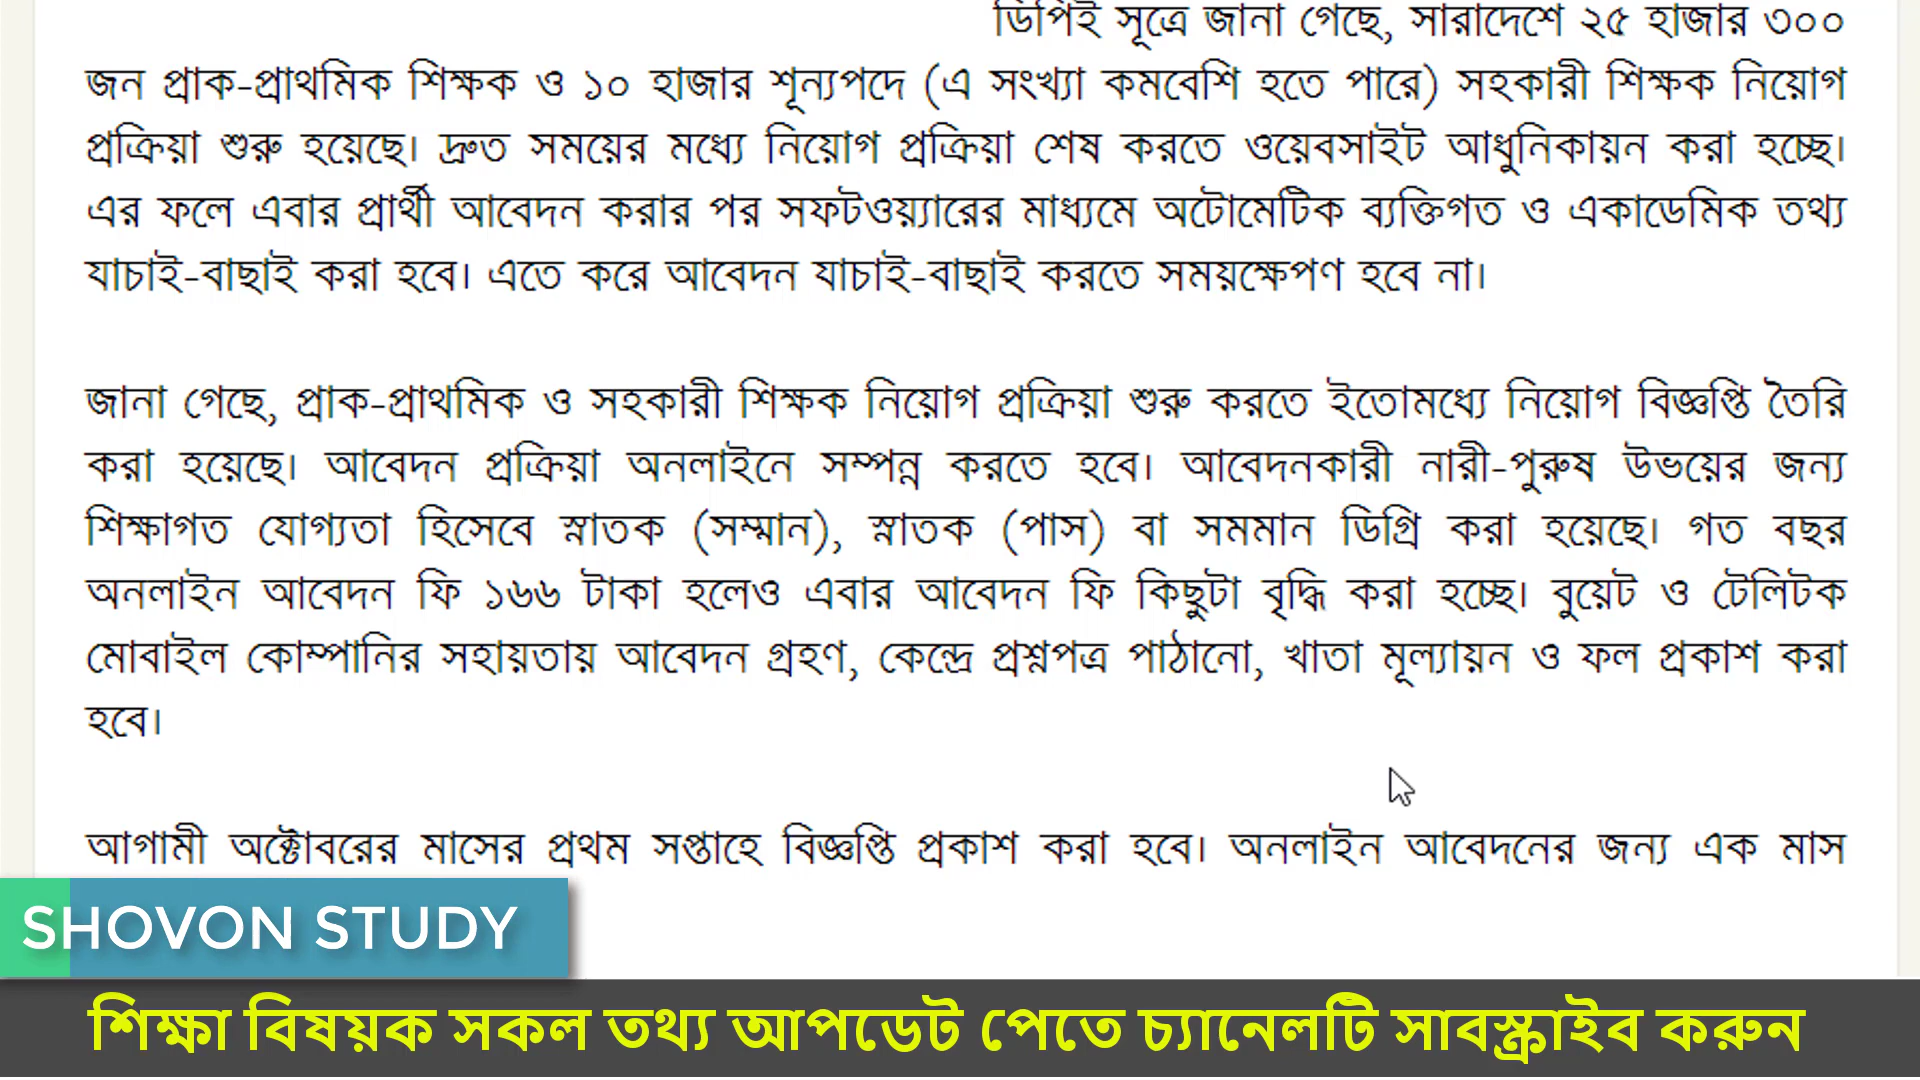 ডিপিই সূত্রে জানা গেছে, সারাদেশে ২৫ হাজার ৩০০
জন প্রাক-প্রাথমিক শিক্ষক ও ১০ হাজার শূন্যপদে (এ সংখ্যা কমবেশি হতে পারে) সহকারী শিক্ষক নিয়োগ
প্রক্রিয়া শুরু হয়েছে। দ্রুত সময়ের মধ্যে নিয়োগ প্রক্রিয়া শেষ করতে ওয়েবসাইট আধুনিকায়ন করা হচ্ছে।
এর ফলে এবার প্রার্থী আবেদন করার পর সফটওয়্যারের মাধ্যমে অটোমেটিক ব্যক্তিগত ও একাডেমিক তথ্য
যাচাই-বাছাই করা হবে। এতে করে আবেদন যাচাই-বাছাই করতে সময়ক্ষেপণ হবে না।
জানা গেছে, প্রাক-প্রাথমিক ও সহকারী শিক্ষক নিয়োগ প্রক্রিয়া শুরু করতে ইতোমধ্যে নিয়োগ বিজ্ঞপ্তি তৈরি
করা হয়েছে। আবেদন প্রক্রিয়া অনলাইনে সম্পন্ন করতে হবে। আবেদনকারী নারী-পুরুষ উভয়ের জন্য
শিক্ষাগত যোগ্যতা হিসেবে স্নাতক (সম্মান), স্নাতক (পাস) বা সমমান ডিগ্রি করা হয়েছে। গত বছর
অনলাইন আবেদন ফি ১৬৬ টাকা হলেও এবার আবেদন ফি কিছুটা বৃদ্ধি করা হচ্ছে। বুয়েট ও টেলিটক
মোবাইল কোম্পানির সহায়তায় আবেদন গ্রহণ, কেন্দ্রে প্রশ্নপত্র পাঠানো, খাতা মূল্যায়ন ও ফল প্রকাশ করা
হবে।
আগামী অক্টোবরের মাসের প্রথম সপ্তাহে বিজ্ঞপ্তি প্রকাশ করা হবে। অনলাইন আবেদনের জন্য এক মাস
SHOVON STUDY
শিক্ষা বিষয়ক সকল তথ্য আপডেট পেতে চ্যানেলটি সাবস্ক্রাইব করুন